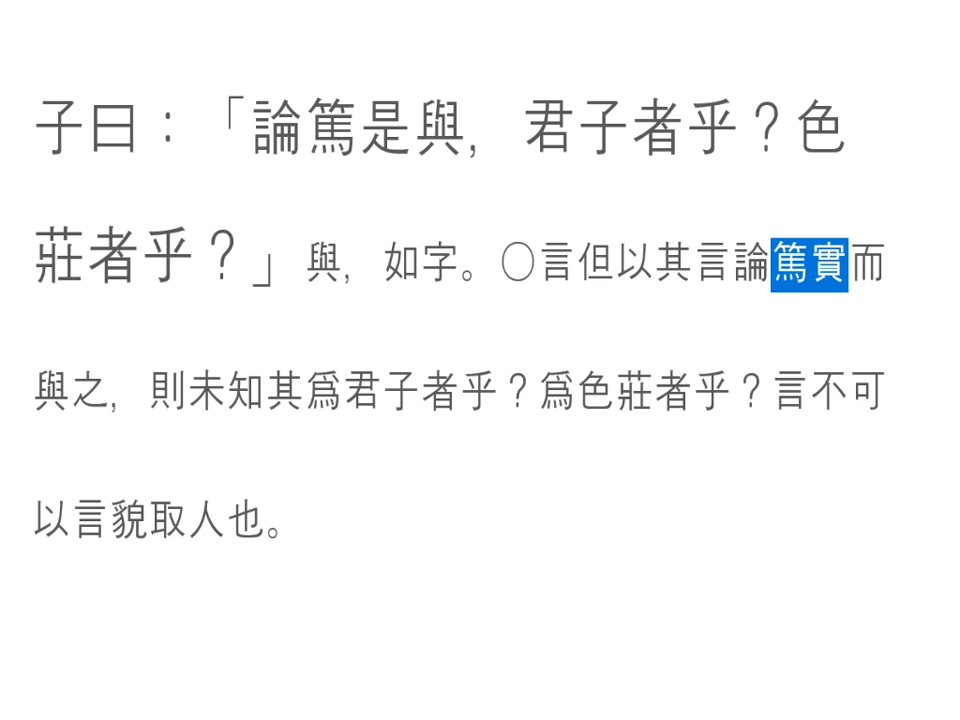 子曰：「論篤是與，君子者乎？色
莊者乎？」與，如字。○言但以其言論篤實而
與之，則未知其爲君子者乎？爲色莊者乎？言不可
以言貌取人也。